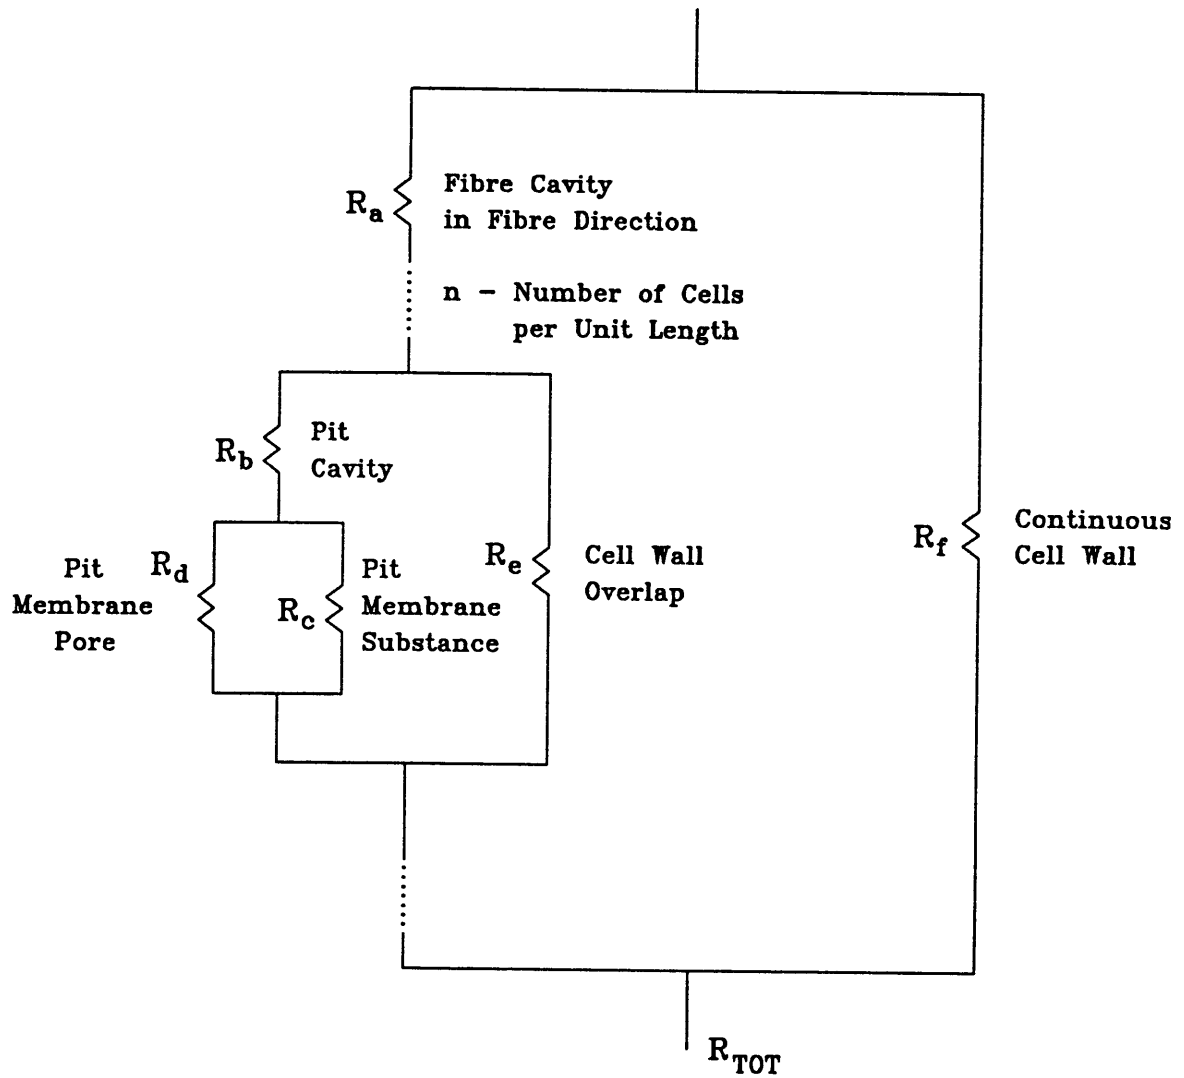 R_a
Fibre Cavity
in Fibre Direction
n - Number of Cells
per Unit Length
R_b
Pit
Cavity
R_d
Pit
Membrane
Pore
R_c
Pit
Membrane
Substance
R_e
Cell Wall
Overlap
R_f
Continuous
Cell Wall
R_TOT